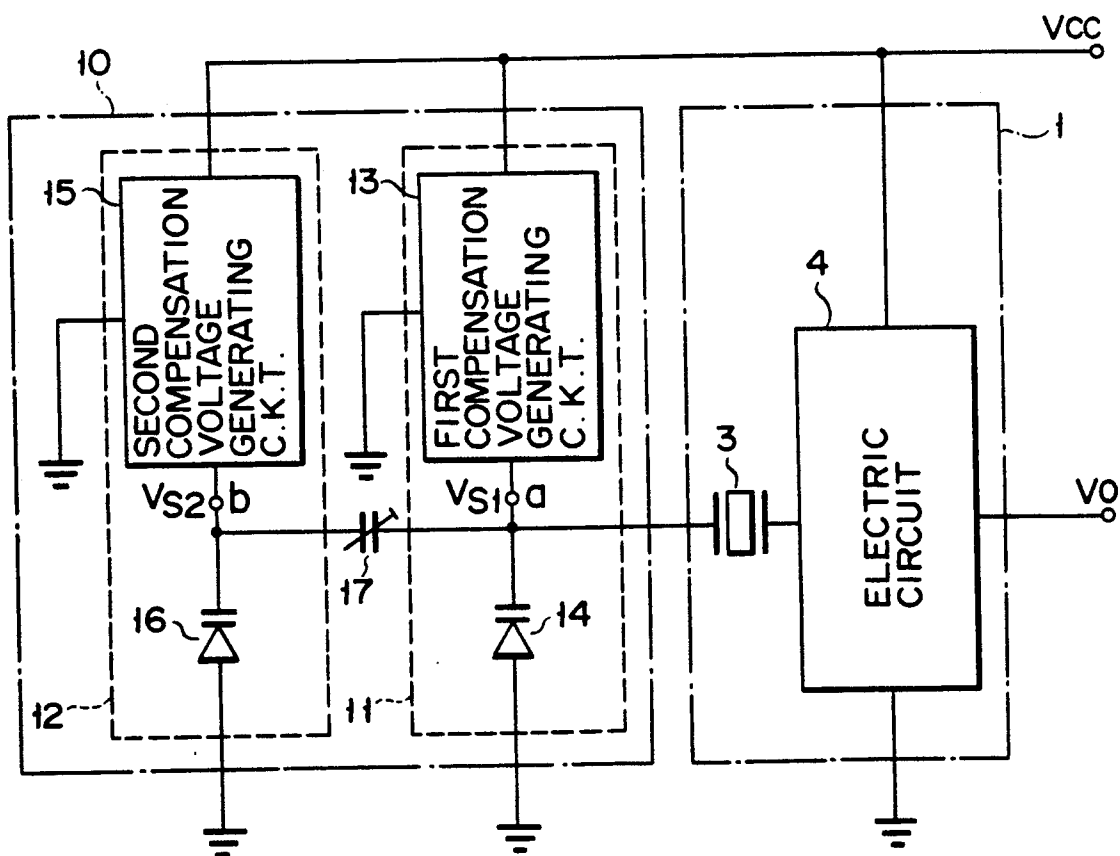 VCC
10
1
15
SECOND
COMPENSATION
VOLTAGE
GENERATING
C.K.T.
13
FIRST
COMPENSATION
VOLTAGE
GENERATING
C.K.T.
4
ELECTRIC
CIRCUIT
3
VS2 b
VS1 a
VO
17
16
14
12
11